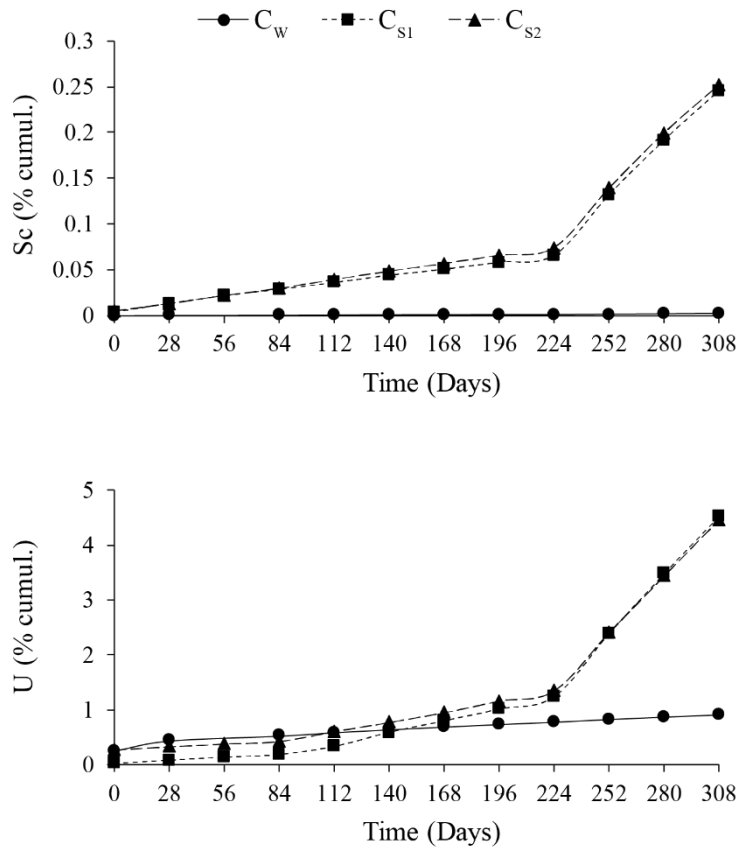 C_W C_S1 C_S2
0.3
0.25
0.2
0.15
0.1
0.05
0
Sc (% cumul.)
0 28 56 84 112 140 168 196 224 252 280 308
Time (Days)
5
4
3
2
1
0
U (% cumul.)
0 28 56 84 112 140 168 196 224 252 280 308
Time (Days)